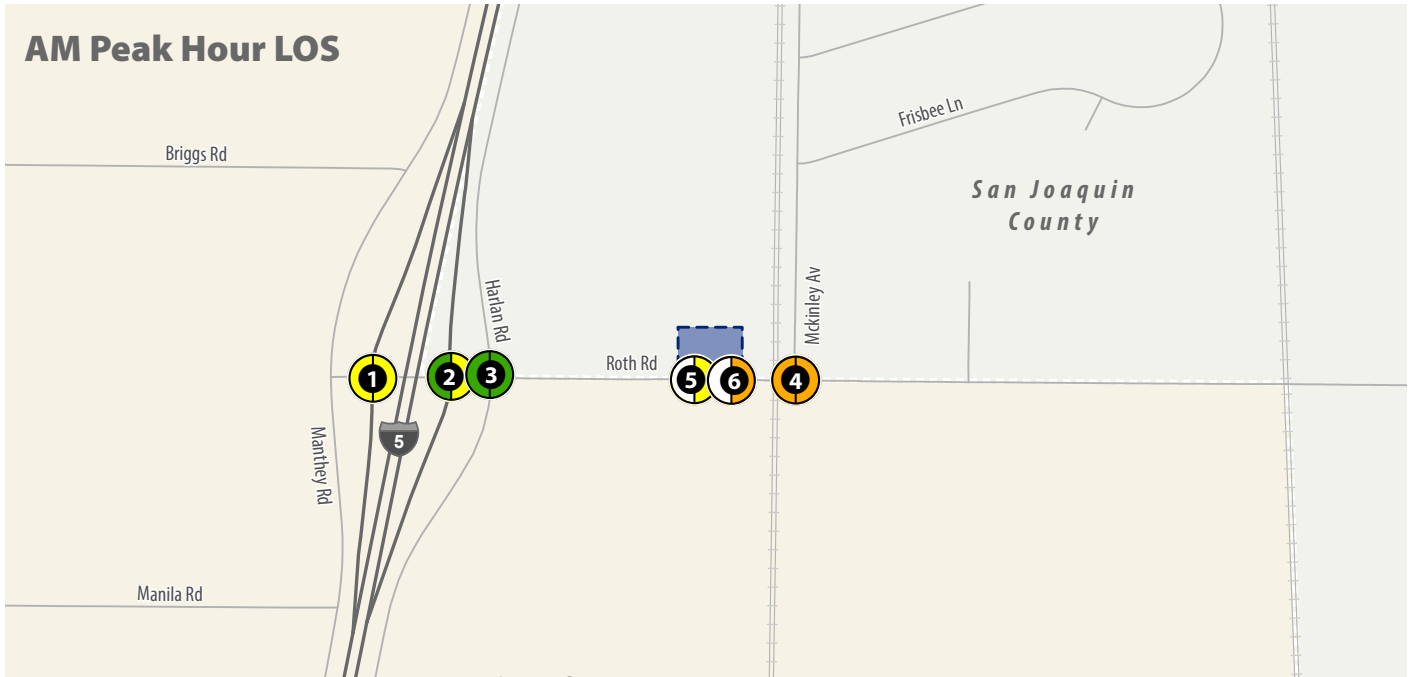 AM Peak Hour LOS
Frisbee Ln
Briggs Rd
San Joaquin
County
Mckinley Av
Harlan Rd
Roth Rd
1
2
3
5
6
4
5
Manthey Rd
Manila Rd